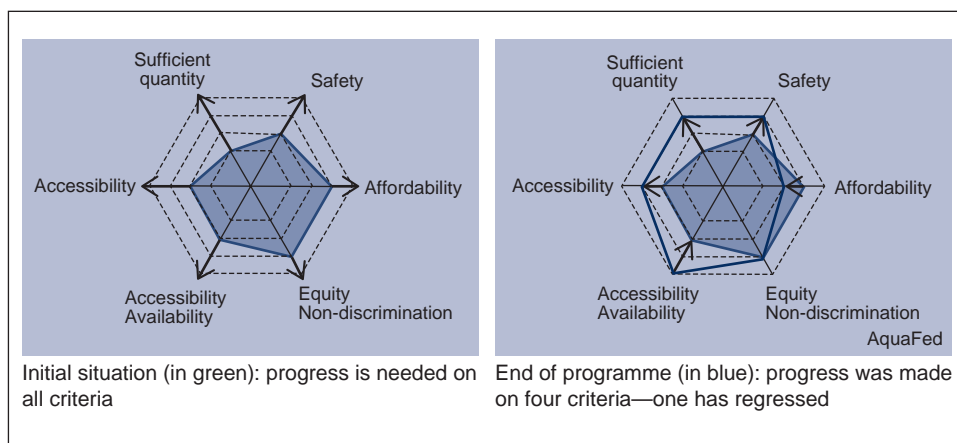 Sufficient
quantity
Safety
Accessibility
Affordability
Accessibility
Availability
Equity
Non-discrimination
Initial situation (in green): progress is needed on
all criteria
Sufficient
quantity
Safety
Accessibility
Affordability
Accessibility
Availability
Equity
Non-discrimination
AquaFed
End of programme (in blue): progress was made
on four criteria—one has regressed